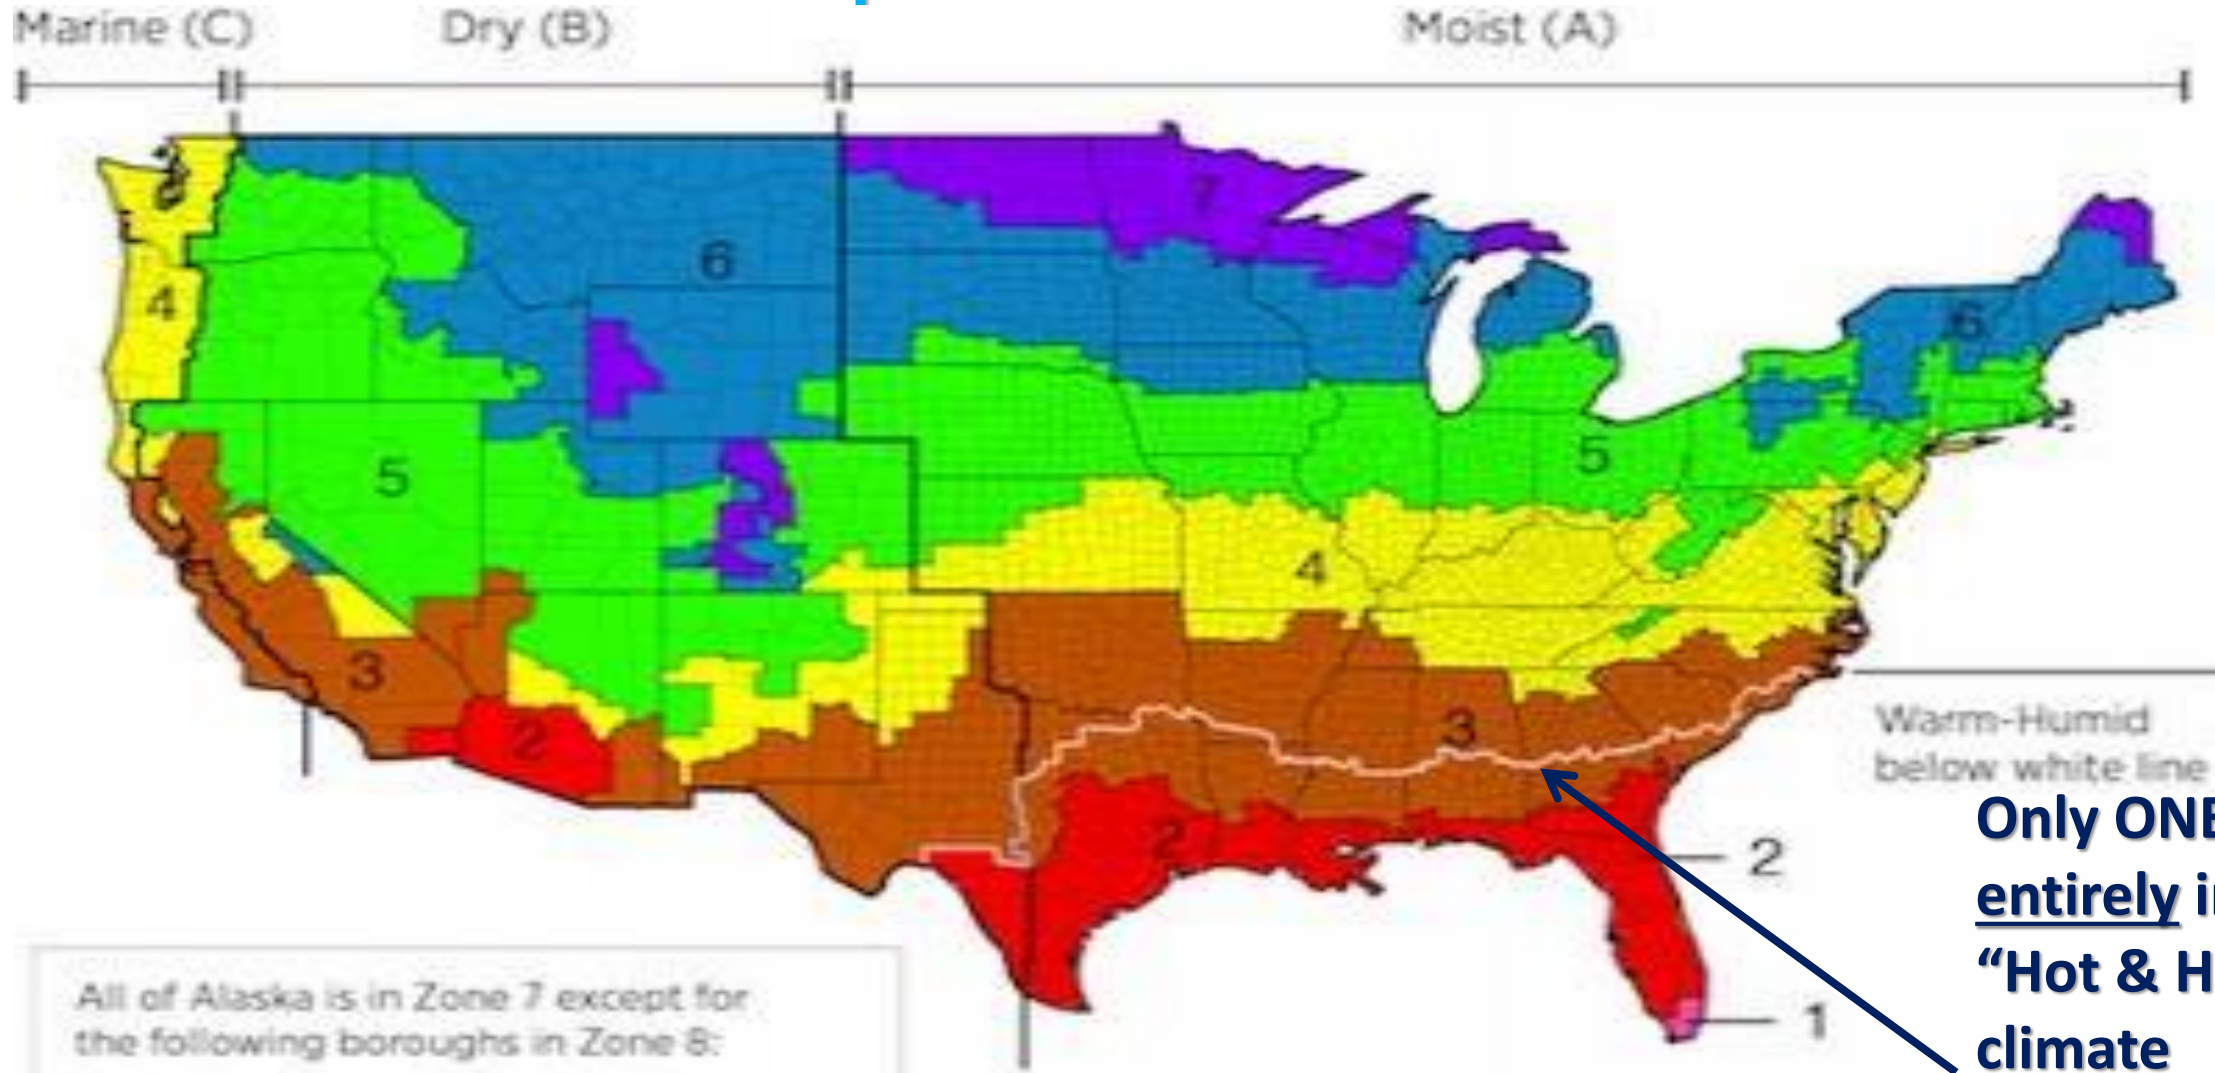 Marine (C) Dry (B) Moist (A)
7
6
4
6
5
5
4
3
3
2
2
Warm-Humid
below white line
2
1
Only ONE
entirely
"Hot & H
climate
All of Alaska is in Zone 7 except for
the following boroughs in Zone 8: